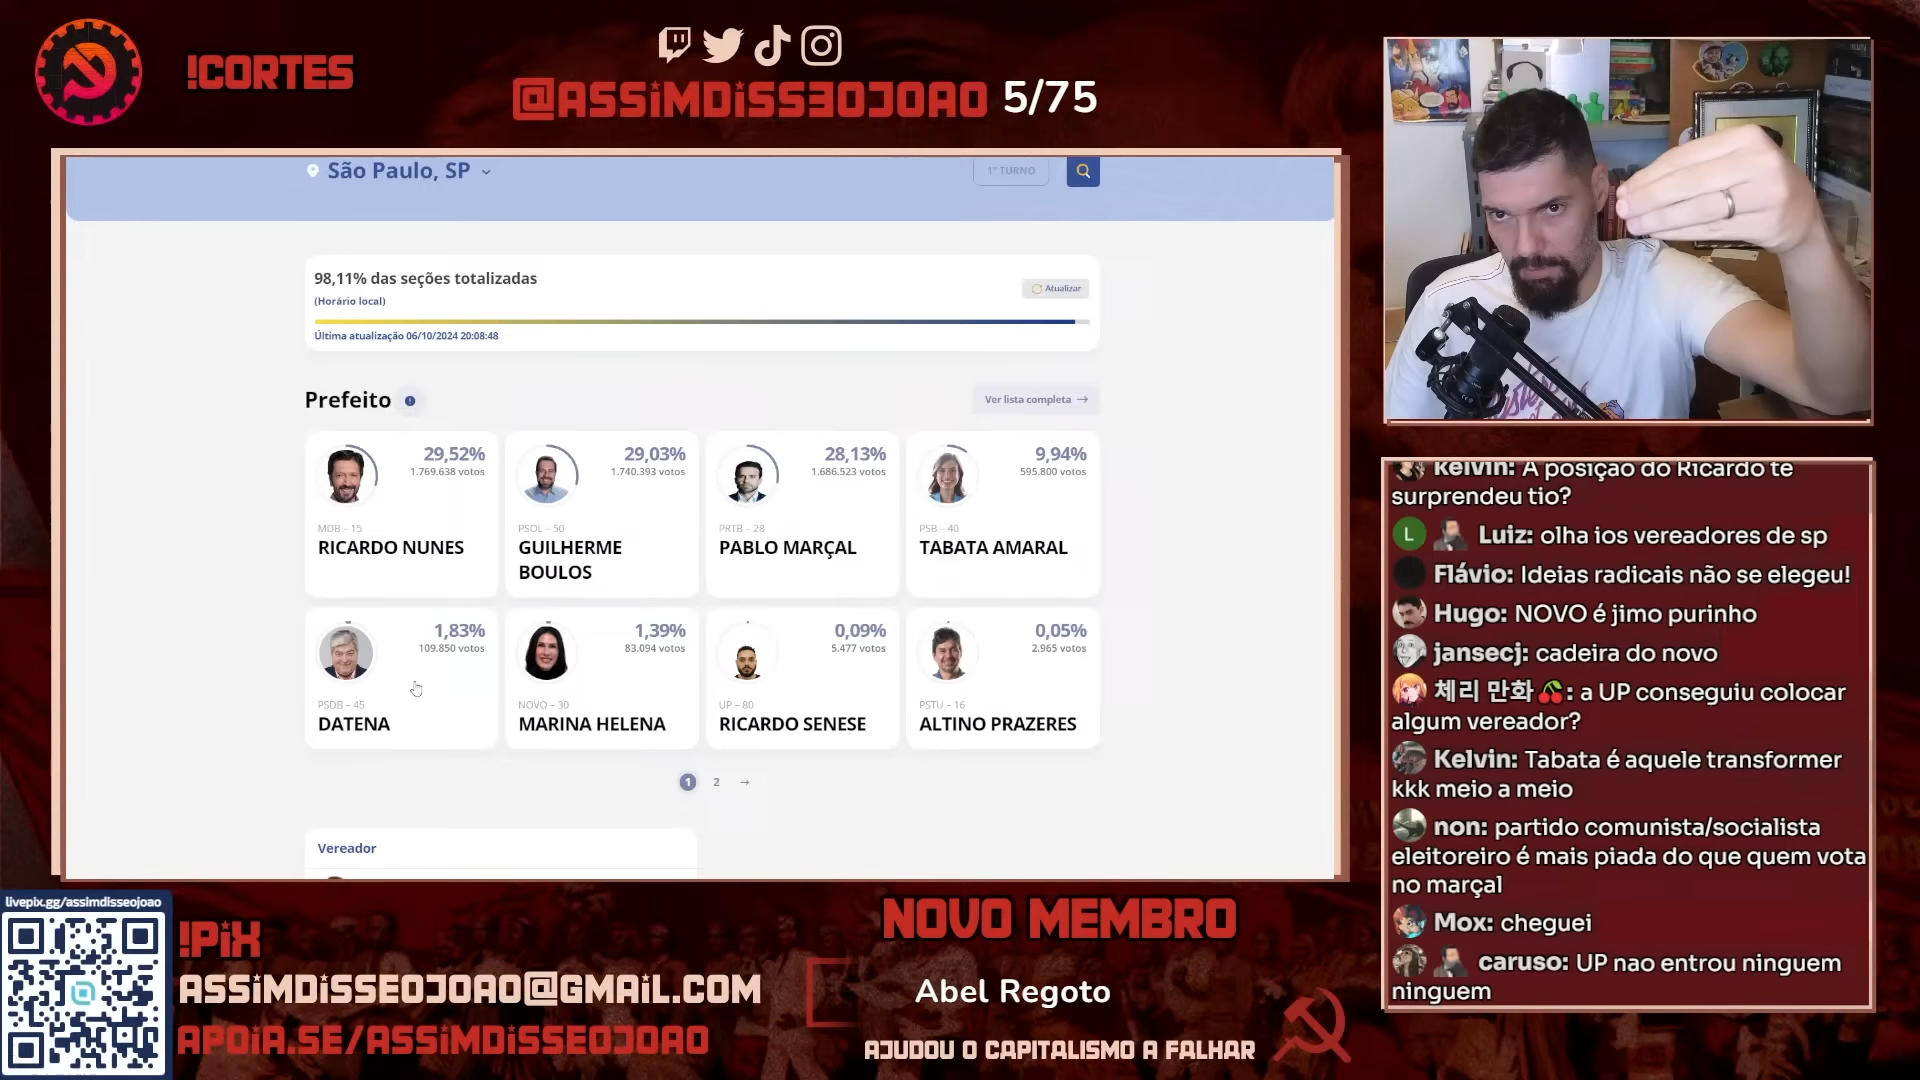 !CORTES
@ASSIMDISSEOJOAO 5/75
São Paulo, SP
1º TURNO
98,11% das seções totalizadas
Atualizar
(Horário local)
Última atualização 06/10/2024 20:08:48
Prefeito
Ver lista completa →
29,52%
1.769.638 votos
MDB – 15
RICARDO NUNES
29,03%
1.740.393 votos
PSOL – 50
GUILHERME
BOULOS
28,13%
1.686.523 votos
PRTB – 28
PABLO MARÇAL
9,94%
595.800 votos
PSB – 40
TABATA AMARAL
1,83%
109.850 votos
PSDB – 45
DATENA
1,39%
83.094 votos
NOVO – 30
MARINA HELENA
0,09%
5.477 votos
UP – 80
RICARDO SENESE
0,05%
2.965 votos
PSTU – 16
ALTINO PRAZERES
1 2 →
Vereador
Kelvin: A posição do Ricardo te
surpreendeu tio?
L Luiz: olha ios vereadores de sp
Flávio: Ideias radicais não se elegeu!
Hugo: NOVO é jimo purinho
jansecj: cadeira do novo
체리 만화🍒: a UP conseguiu colocar
algum vereador?
Kelvin: Tabata é aquele transformer
kkk meio a meio
non: partido comunista/socialista
eleitoreiro é mais piada do que quem vota
no marçal
Mox: cheguei
caruso: UP nao entrou ninguem
ninguem
livepix.gg/assimdisseojoao
!PIX
ASSIMDISSEOJOAO@GMAIL.COM
APOIA.SE/ASSIMDISSEOJOAO
NOVO MEMBRO
Abel Regoto
AJUDOU O CAPITALISMO A FALHAR